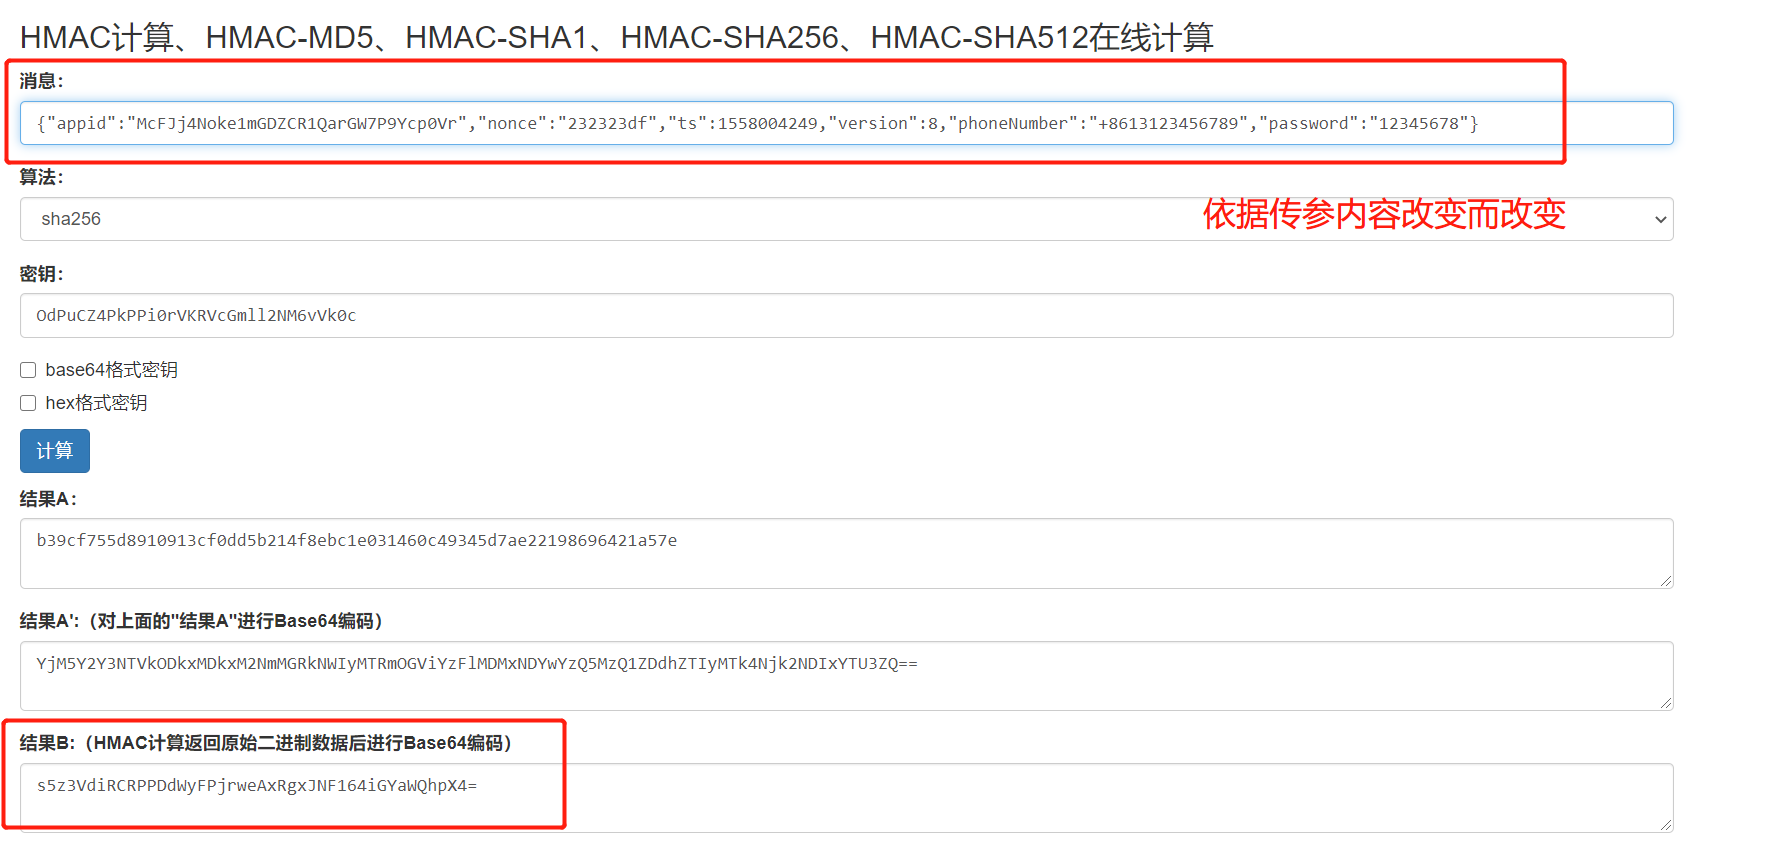 HMAC计算、HMAC-MD5、HMAC-SHA1、HMAC-SHA256、HMAC-SHA512在线计算
消息：
{"appid":"McFJj4Noke1mGDZCR1QarGW7P9Ycp0Vr","nonce":"232323df","ts":1558004249,"version":8,"phoneNumber":"+8613123456789","password":"12345678"}
算法：
sha256
依据传参内容改变而改变
密钥：
OdPuCZ4PkPPi0rVKRVcGmll2NM6vVk0c
base64格式密钥
hex格式密钥
计算
结果A：
b39cf755d8910913cf0dd5b214f8ebc1e031460c49345d7ae22198696421a57e
结果A'：（对上面的"结果A"进行Base64编码）
YjM5Y2Y3NTVkODkxMDkxM2NmMGRkNWIyMTRmOGViYzFlMDMxNDYwYzQ5MzQ1ZDdhZTIyMTk4Njk2NDIxYTU3ZQ==
结果B：（HMAC计算返回原始二进制数据后进行Base64编码）
s5z3VdiRCRPPDdWyFPjrweAxRgxJNF164iGYaWQhpX4=